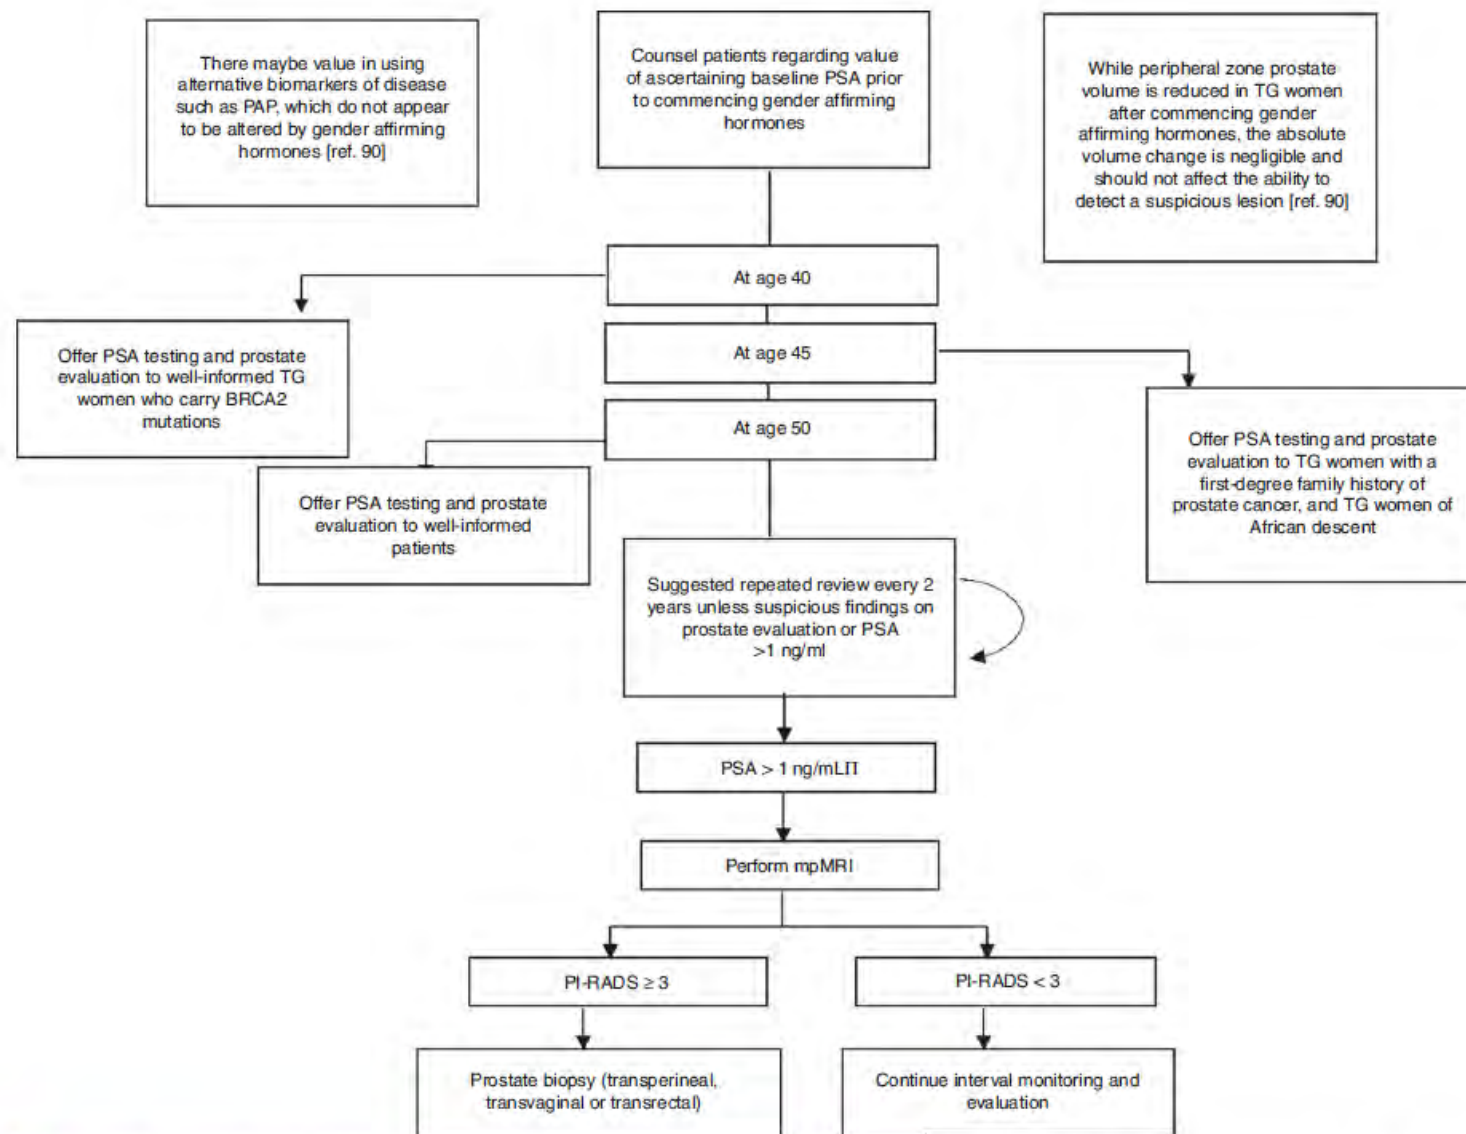 There maybe value in using
alternative biomarkers of disease
such as PAP, which do not appear
to be altered by gender affirming
hormones [ref. 90]
Counsel patients regarding value
of ascertaining baseline PSA prior
to commencing gender affirming
hormones
While peripheral zone prostate
volume is reduced in TG women
after commencing gender
affirming hormones, the absolute
volume change is negligible and
should not affect the ability to
detect a suspicious lesion [ref. 90]
At age 40
Offer PSA testing and prostate
evaluation to well-informed TG
women who carry BRCA2
mutations
At age 45
Offer PSA testing and prostate
evaluation to TG women with a
first-degree family history of
prostate cancer, and TG women of
African descent
At age 50
Offer PSA testing and prostate
evaluation to well-informed
patients
Suggested repeated review every 2
years unless suspicious findings on
prostate evaluation or PSA
>1 ng/ml
PSA > 1 ng/mLΠ
Perform mpMRI
PI-RADS ≥ 3
PI-RADS < 3
Prostate biopsy (transperineal,
transvaginal or transrectal)
Continue interval monitoring and
evaluation